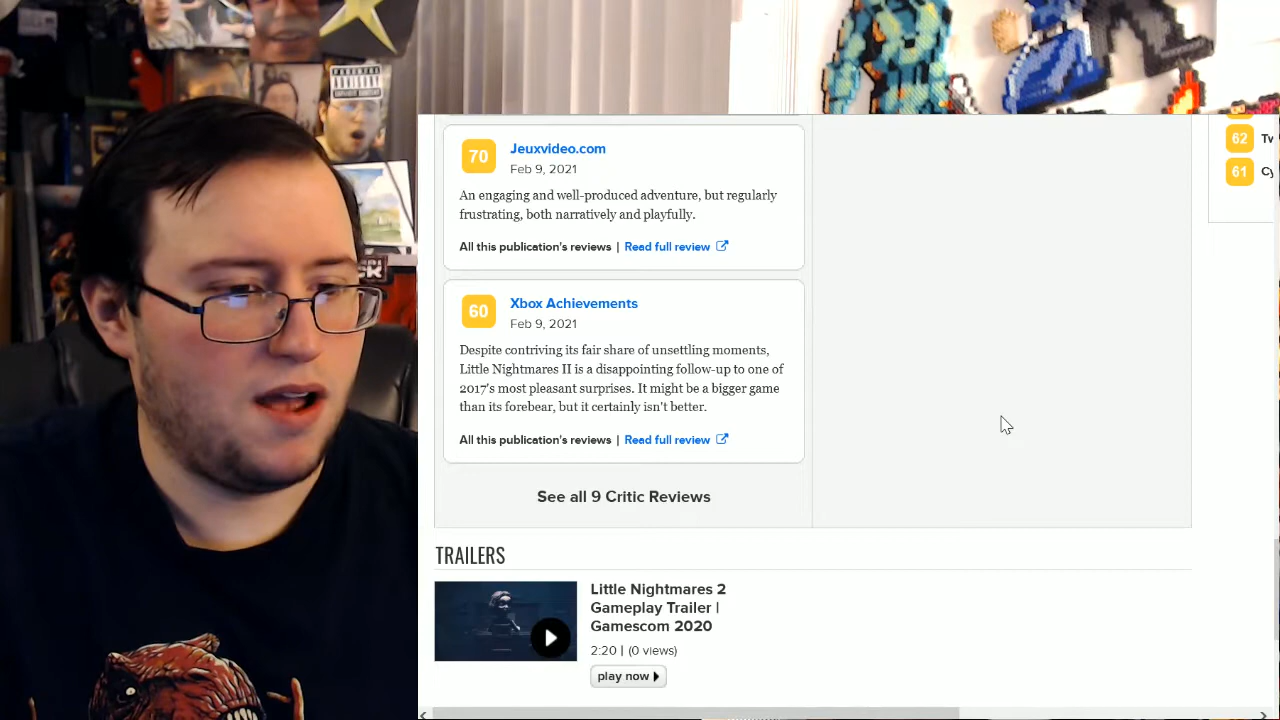 PARENTAL
ADVISORY
70
Jeuxvideo.com
Feb 9, 2021
An engaging and well-produced adventure, but regularly
frustrating, both narratively and playfully.
All this publication's reviews | Read full review
60
Xbox Achievements
Feb 9, 2021
Despite contriving its fair share of unsettling moments,
Little Nightmares II is a disappointing follow-up to one of
2017's most pleasant surprises. It might be a bigger game
than its forebear, but it certainly isn't better.
All this publication's reviews | Read full review
See all 9 Critic Reviews
62 Tw
61 Cy
TRAILERS
Little Nightmares 2
Gameplay Trailer |
Gamescom 2020
2:20 | (0 views)
play now